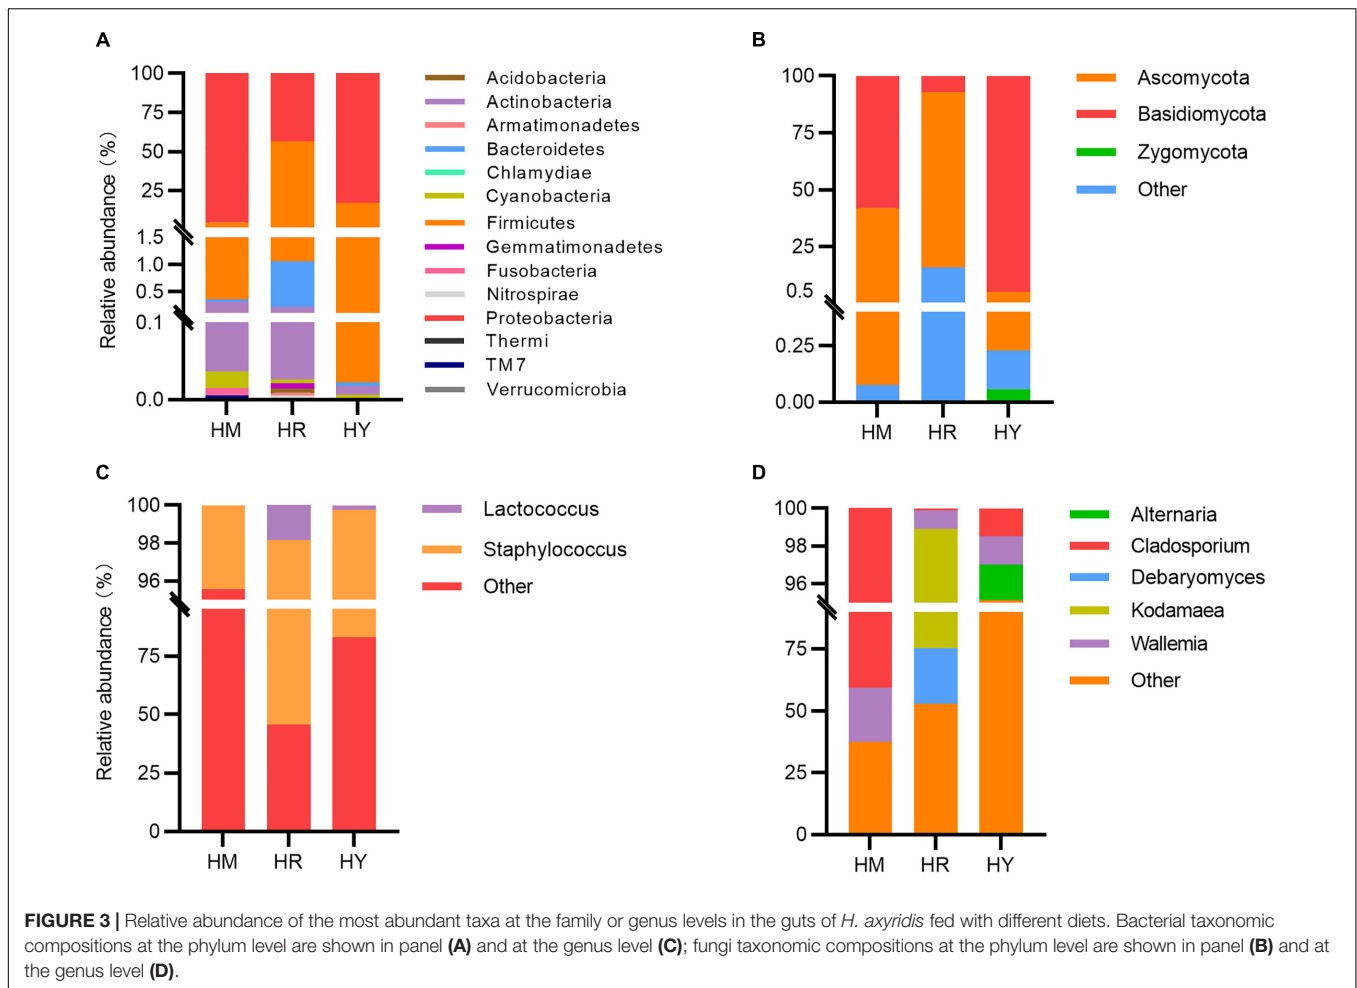 A
Relative abundance (%)
100
75
50
25
1.5
1.0
0.5
0.1
0.0
HM HR HY
Acidobacteria
Actinobacteria
Armatimonadetes
Bacteroidetes
Chlamydiae
Cyanobacteria
Firmicutes
Gemmatimonadetes
Fusobacteria
Nitrospirae
Proteobacteria
Thermi
TM7
Verrucomicrobia
B
100
75
50
25
0.5
0.25
0.00
HM HR HY
Ascomycota
Basidiomycota
Zygomycota
Other
C
Relative abundance (%)
100
98
96
75
50
25
0
HM HR HY
Lactococcus
Staphylococcus
Other
D
100
98
96
75
50
25
0
HM HR HY
Alternaria
Cladosporium
Debaryomyces
Kodamaea
Wallemia
Other
FIGURE 3 | Relative abundance of the most abundant taxa at the family or genus levels in the guts of H. axyridis fed with different diets. Bacterial taxonomic
compositions at the phylum level are shown in panel (A) and at the genus level (C); fungi taxonomic compositions at the phylum level are shown in panel (B) and at
the genus level (D).